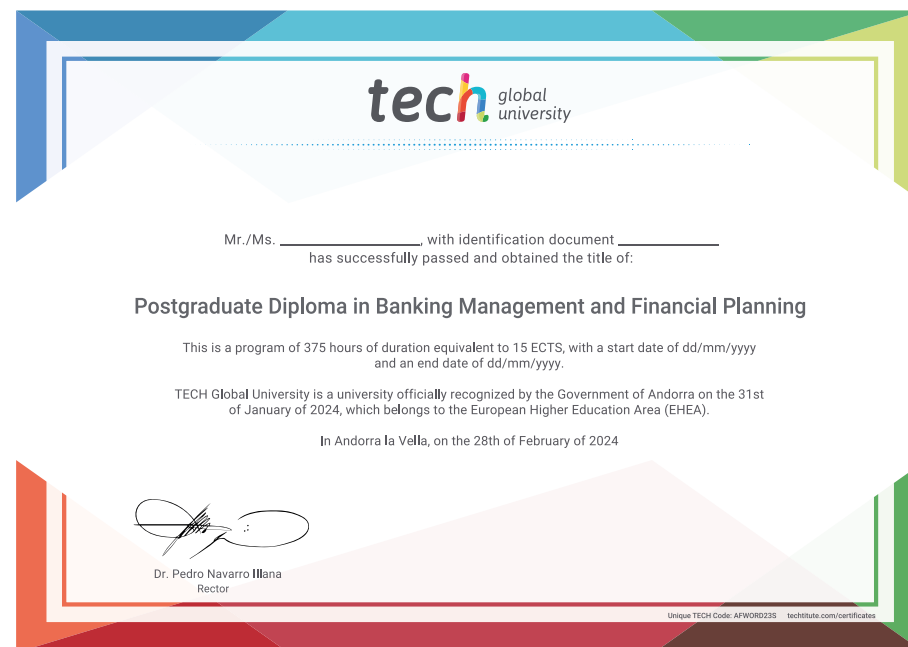 tech global
university
Mr./Ms. ____________________, with identification document ______________
has successfully passed and obtained the title of:
Postgraduate Diploma in Banking Management and Financial Planning
This is a program of 375 hours of duration equivalent to 15 ECTS, with a start date of dd/mm/yyyy
and an end date of dd/mm/yyyy.
TECH Global University is a university officially recognized by the Government of Andorra on the 31st
of January of 2024, which belongs to the European Higher Education Area (EHEA).
In Andorra la Vella, on the 28th of February of 2024
Dr. Pedro Navarro Illana
Rector
Unique TECH Code: AFWORD23S techtitute.com/certificates